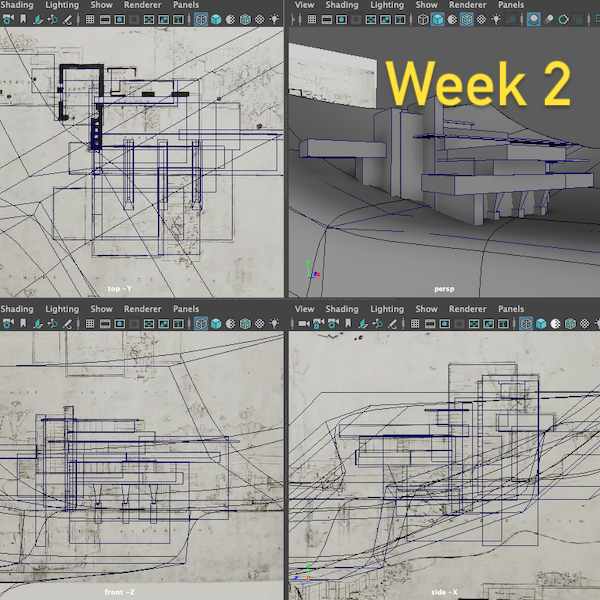 Shading Lighting Show Renderer Panels
View Shading Lighting Show Renderer Panels
Week 2
top -Y
persp
Shading Lighting Show Renderer Panels
View Shading Lighting Show Renderer Panels
front -Z
side -X